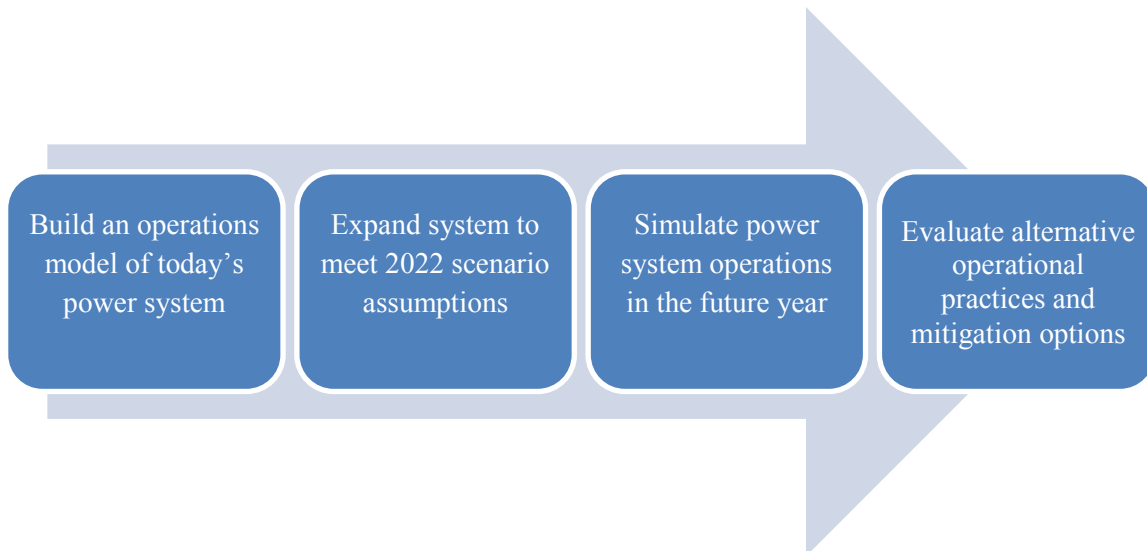 Build an operations
model of today’s
power system
Expand system to
meet 2022 scenario
assumptions
Simulate power
system operations
in the future year
Evaluate alternative
operational
practices and
mitigation options